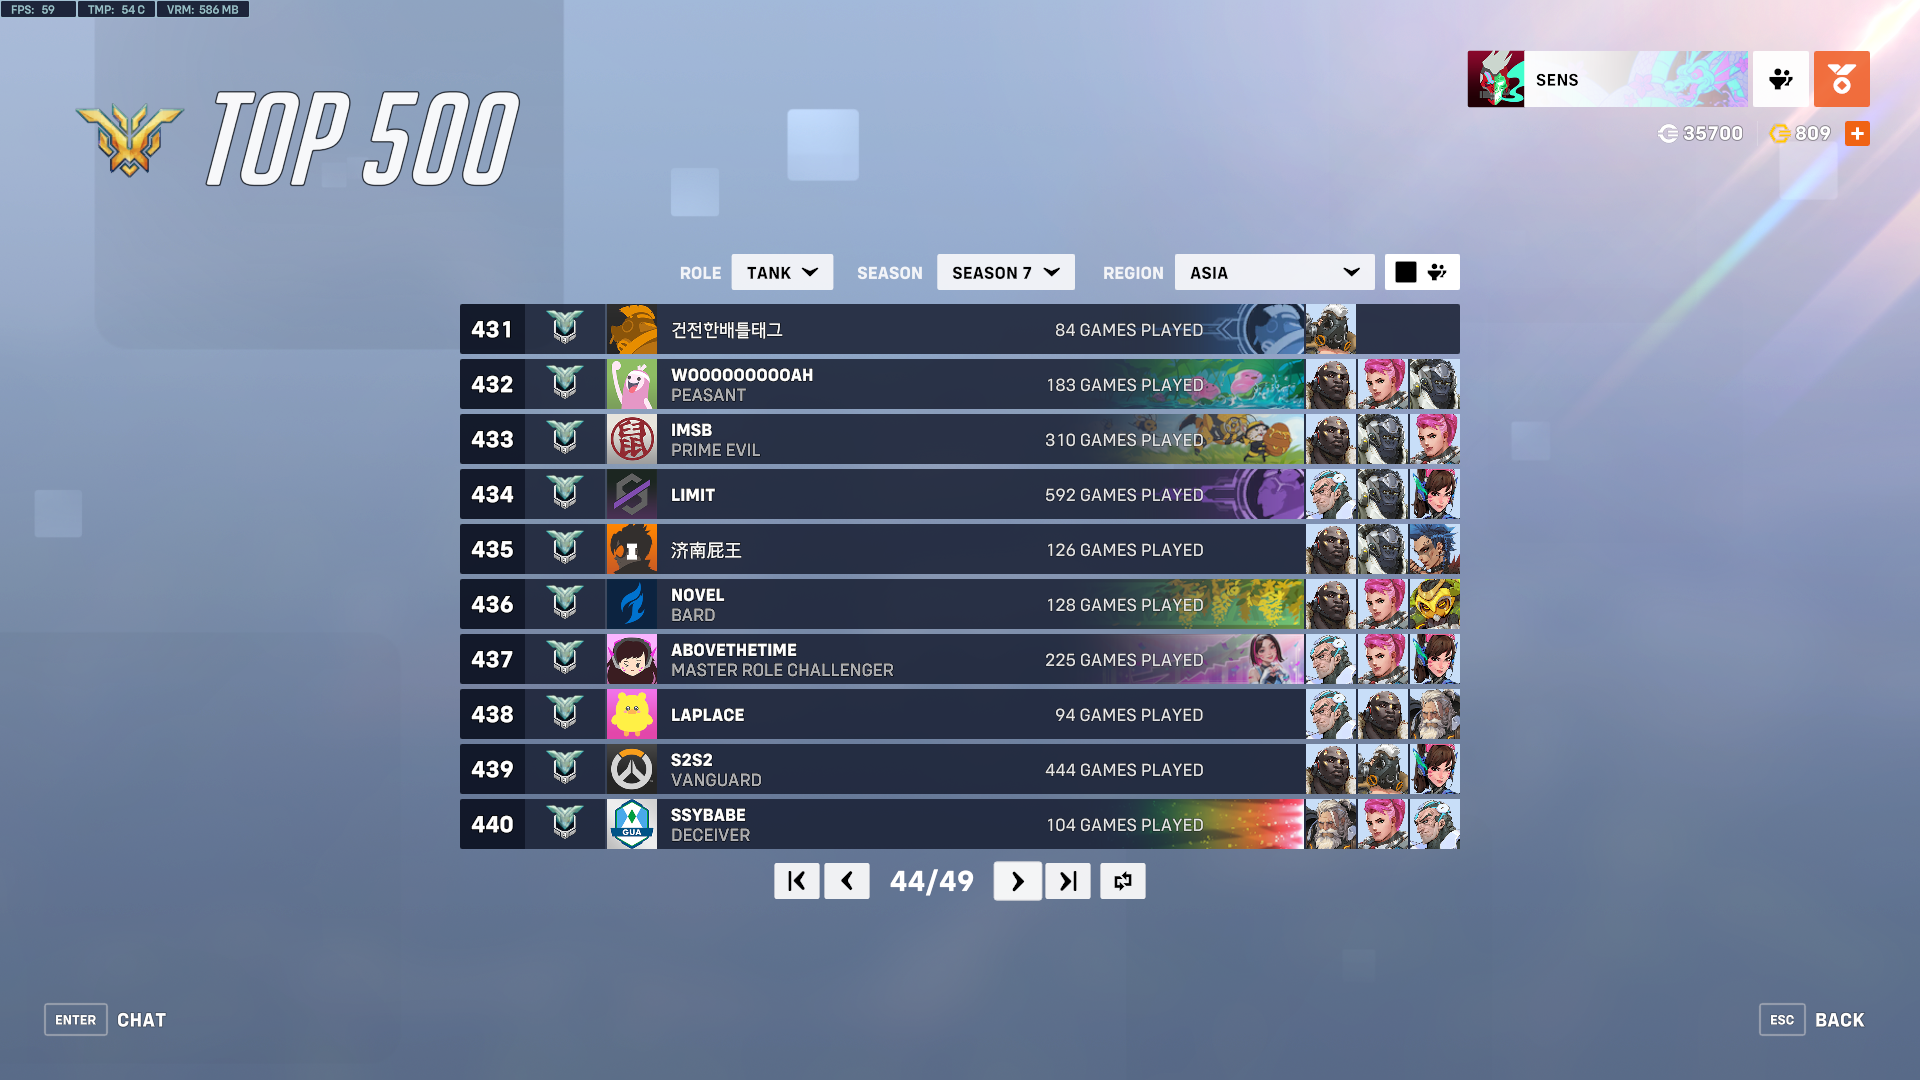 FPS: 59 TMP: 54 C VRM: 586 MB
TOP 500
SENS
35700 809
ROLE TANK SEASON SEASON 7 REGION ASIA
431 건전한배틀태그 84 GAMES PLAYED
432 WOOOOOOOOOAH 183 GAMES PLAYED
PEASANT
433 IMSB 310 GAMES PLAYED
PRIME EVIL
434 LIMIT 592 GAMES PLAYED
435 济南屁王 126 GAMES PLAYED
436 NOVEL 128 GAMES PLAYED
BARD
437 ABOVETHETIME 225 GAMES PLAYED
MASTER ROLE CHALLENGER
438 LAPLACE 94 GAMES PLAYED
439 S2S2 444 GAMES PLAYED
VANGUARD
440 GUA SSYBABE 104 GAMES PLAYED
DECEIVER
44/49
ENTER CHAT
ESC BACK